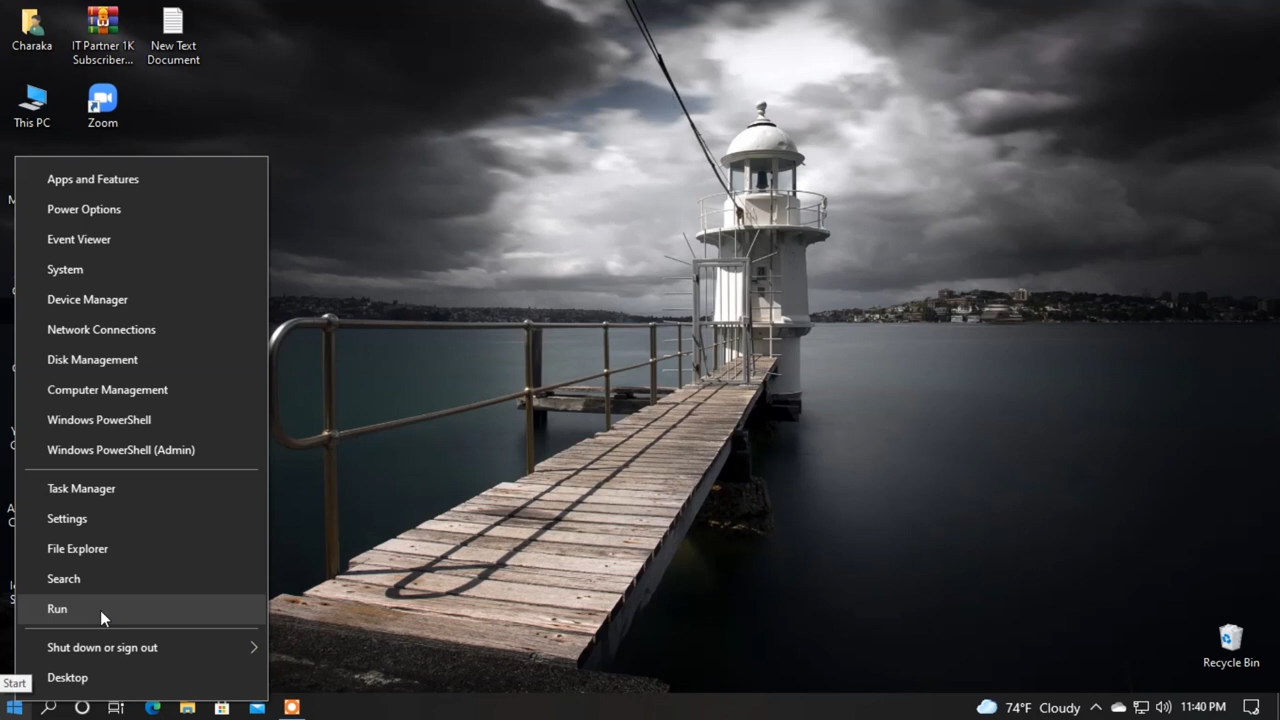 Charaka
IT Partner 1K
Subscriber...
New Text
Document
This PC
Zoom
Apps and Features
Power Options
Event Viewer
System
Device Manager
Network Connections
Disk Management
Computer Management
Windows PowerShell
Windows PowerShell (Admin)
Task Manager
Settings
File Explorer
Search
Run
Shut down or sign out
Desktop
Start
Recycle Bin
74°F Cloudy
11:40 PM